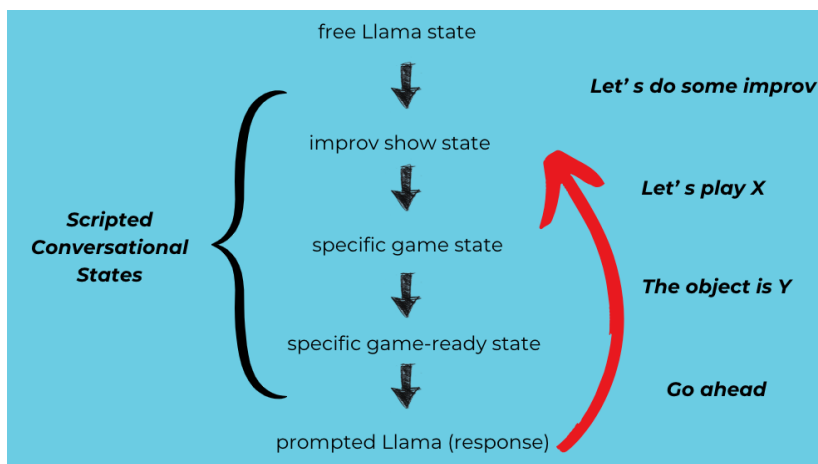 free Llama state
Let' s do some improv
improv show state
Let' s play X
Scripted
Conversational
States
specific game state
The object is Y
specific game-ready state
Go ahead
prompted Llama (response)